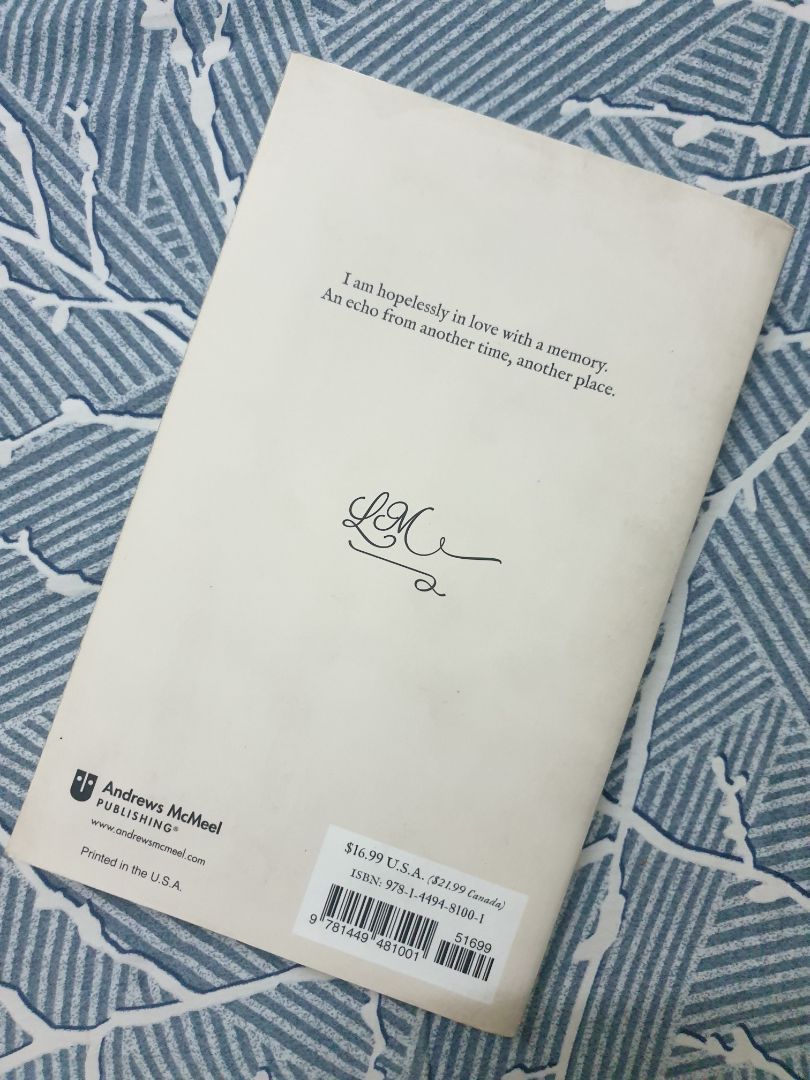 I am hopelessly in love with a memory.
An echo from another time, another place.
LM
Andrews McMeel
PUBLISHING®
www.andrewsmcmeel.com
Printed in the U.S.A.
$16.99 U.S.A. ($21.99 Canada)
ISBN: 978-1-4494-8100-1
51699
9 781449 481001